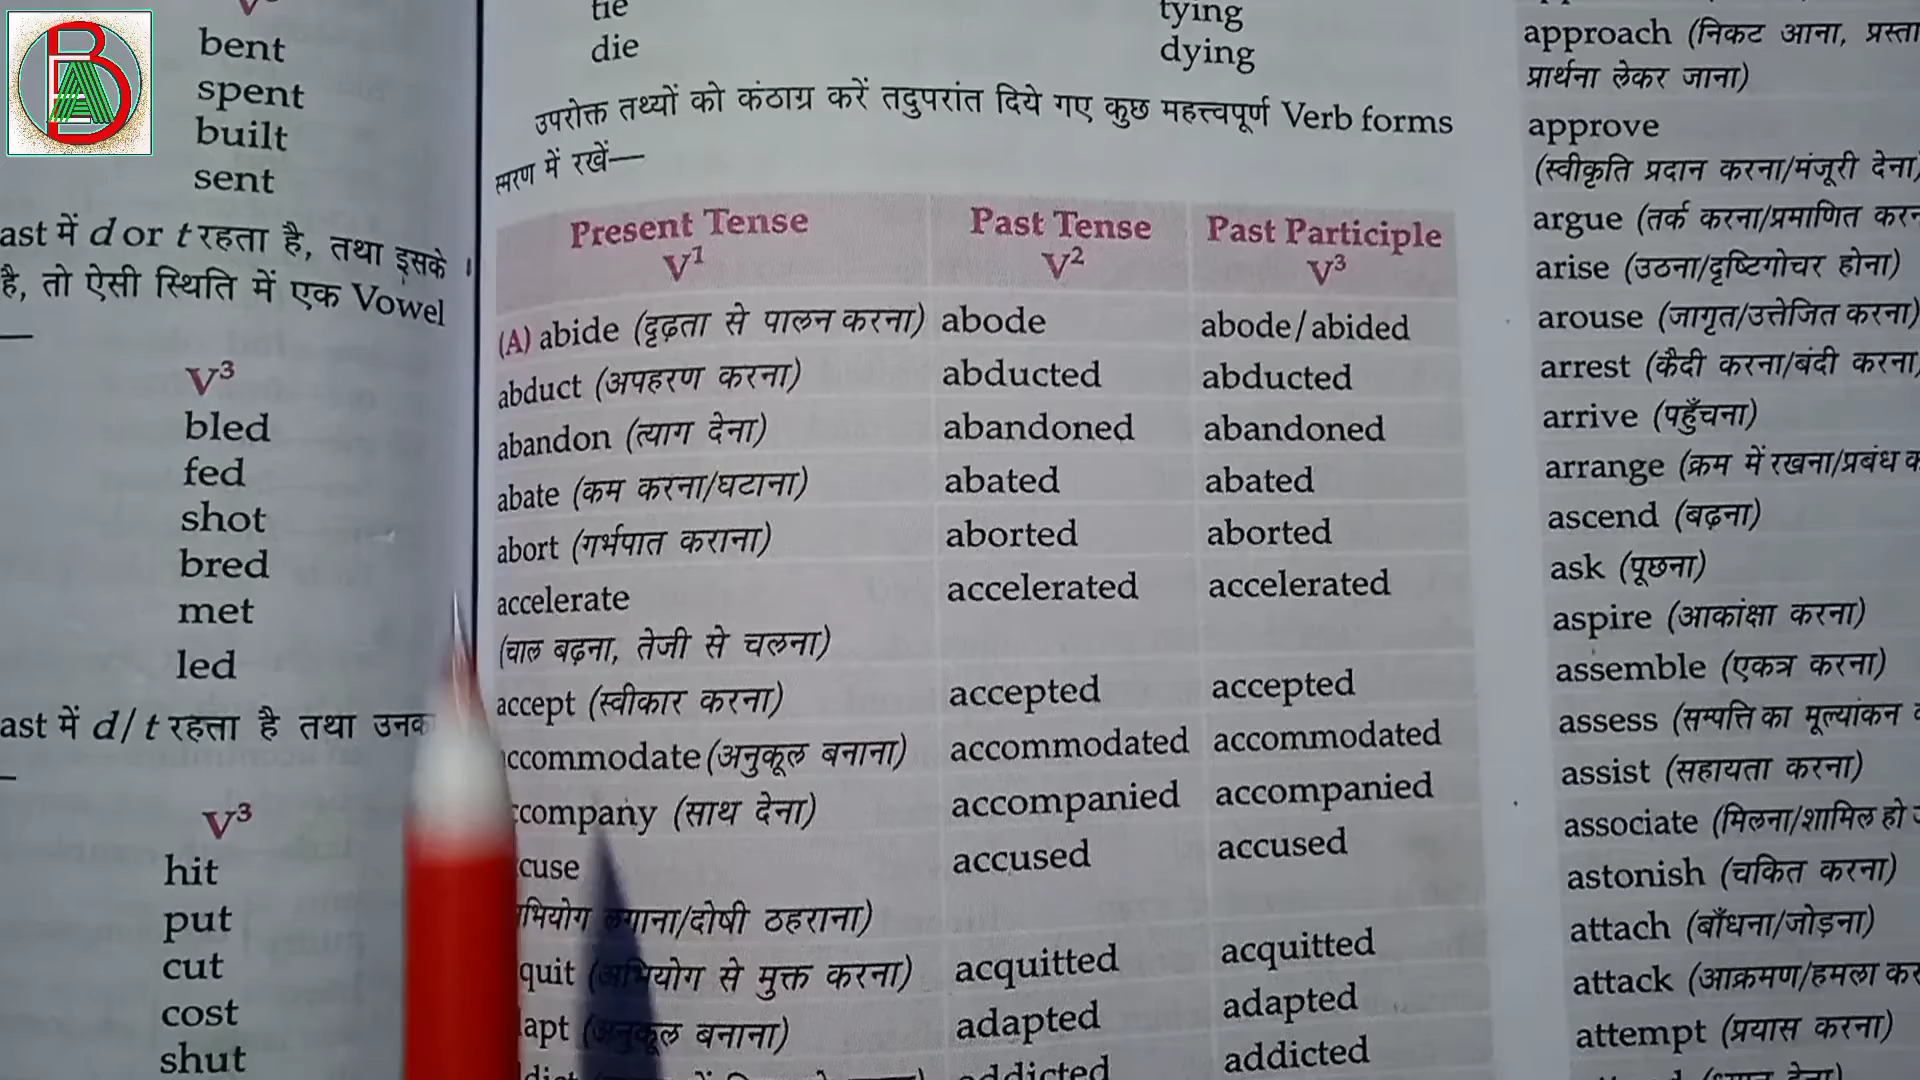 bent
spent
built
sent
ast में d or t रहता है, तथा इसके
है, तो ऐसी स्थिति में एक Vowel
—
V³
bled
fed
shot
bred
met
led
ast में d/t रहता है तथा
V³
hit
put
cut
cost
shut
tie tying
die dying
उपरोक्त तथ्यों को कंठाग्र करें तदुपरांत दिये गए कुछ महत्त्वपूर्ण Verb forms
में रखें—
Present Tense Past Tense Past Participle
V¹ V² V³
(A) abide (दृढ़ता से पालन करना) abode abode/abided
abduct (अपहरण करना) abducted abducted
abandon (त्याग देना) abandoned abandoned
abate (कम करना/घटाना) abated abated
abort (गर्भपात कराना) aborted aborted
accelerate accelerated accelerated
(चाल बढ़ना, तेजी से चलना)
accept (स्वीकार करना) accepted accepted
ccommodate (अनुकूल बनाना) accommodated accommodated
ccompany (साथ देना) accompanied accompanied
cuse accused accused
भियोग लगाना/दोषी ठहराना)
quit (अभियोग से मुक्त करना) acquitted acquitted
apt (अनुकूल बनाना) adapted adapted
addicted addicted
approach (निकट आना, प्रस्ता
प्रार्थना लेकर जाना)
approve
(स्वीकृति प्रदान करना/मंजूरी देना)
argue (तर्क करना/प्रमाणित करन
arise (उठना/दृष्टिगोचर होना)
arouse (जागृत/उत्तेजित करना)
arrest (कैदी करना/बंदी करना)
arrive (पहुँचना)
arrange (क्रम में रखना/प्रबंध क
ascend (बढ़ना)
ask (पूछना)
aspire (आकांक्षा करना)
assemble (एकत्र करना)
assess (सम्पत्ति का मूल्यांकन
assist (सहायता करना)
associate (मिलना/शामिल हो
astonish (चकित करना)
attach (बाँधना/जोड़ना)
attack (आक्रमण/हमला कर
attempt (प्रयास करना)